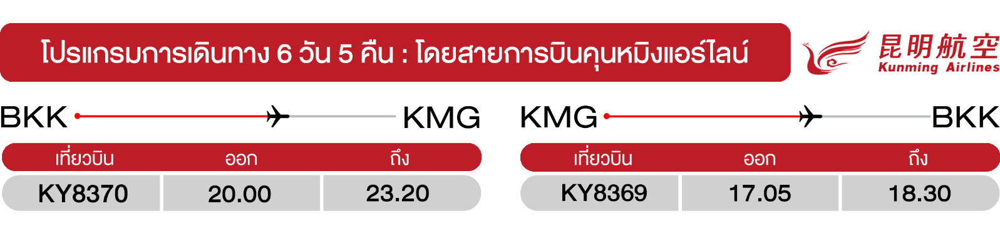 โปรแกรมการเดินทาง 6 วัน 5 คืน : โดยสายการบินคุนหมิงแอร์ไลน์
昆明航空
Kunming Airlines
BKK KMG
เที่ยวบิน ออก ถึง
KY8370 20.00 23.20
KMG BKK
เที่ยวบิน ออก ถึง
KY8369 17.05 18.30